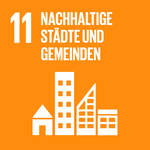 11 NACHHALTIGE
STÄDTE UND
GEMEINDEN